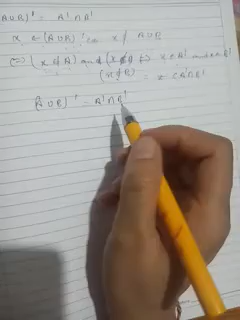 (A∪B)' = A'∩B'
x ∈ (A∪B)' ⇔ x ∉ A∪B
⇔ (x ∉ A) and (x ∉ B) ⇔ x ∈ A' and x ∈ B'
(x ∉ B) = x ∈ A'∩B'
(A∪B)' = A'∩B'